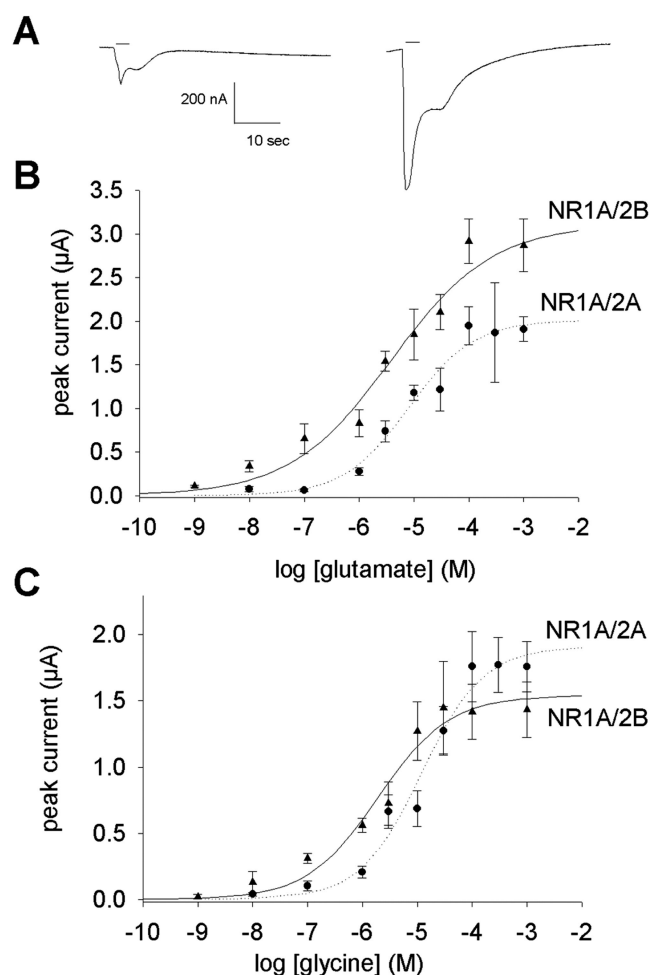 A
200 nA
10 sec
B
3.5
3.0
2.5
2.0
1.5
1.0
0.5
0.0
peak current (µA)
NR1A/2B
NR1A/2A
-10 -9 -8 -7 -6 -5 -4 -3 -2
log [glutamate] (M)
C
2.0
1.5
1.0
0.5
0.0
peak current (µA)
NR1A/2A
NR1A/2B
-10 -9 -8 -7 -6 -5 -4 -3 -2
log [glycine] (M)